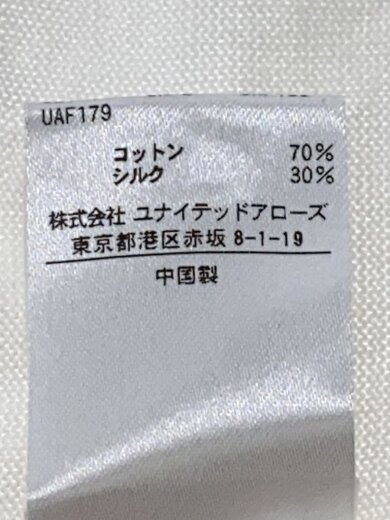 UAF179
コットン 70%
シルク 30%
株式会社 ユナイテッドアローズ
東京都港区赤坂 8-1-19
中国製